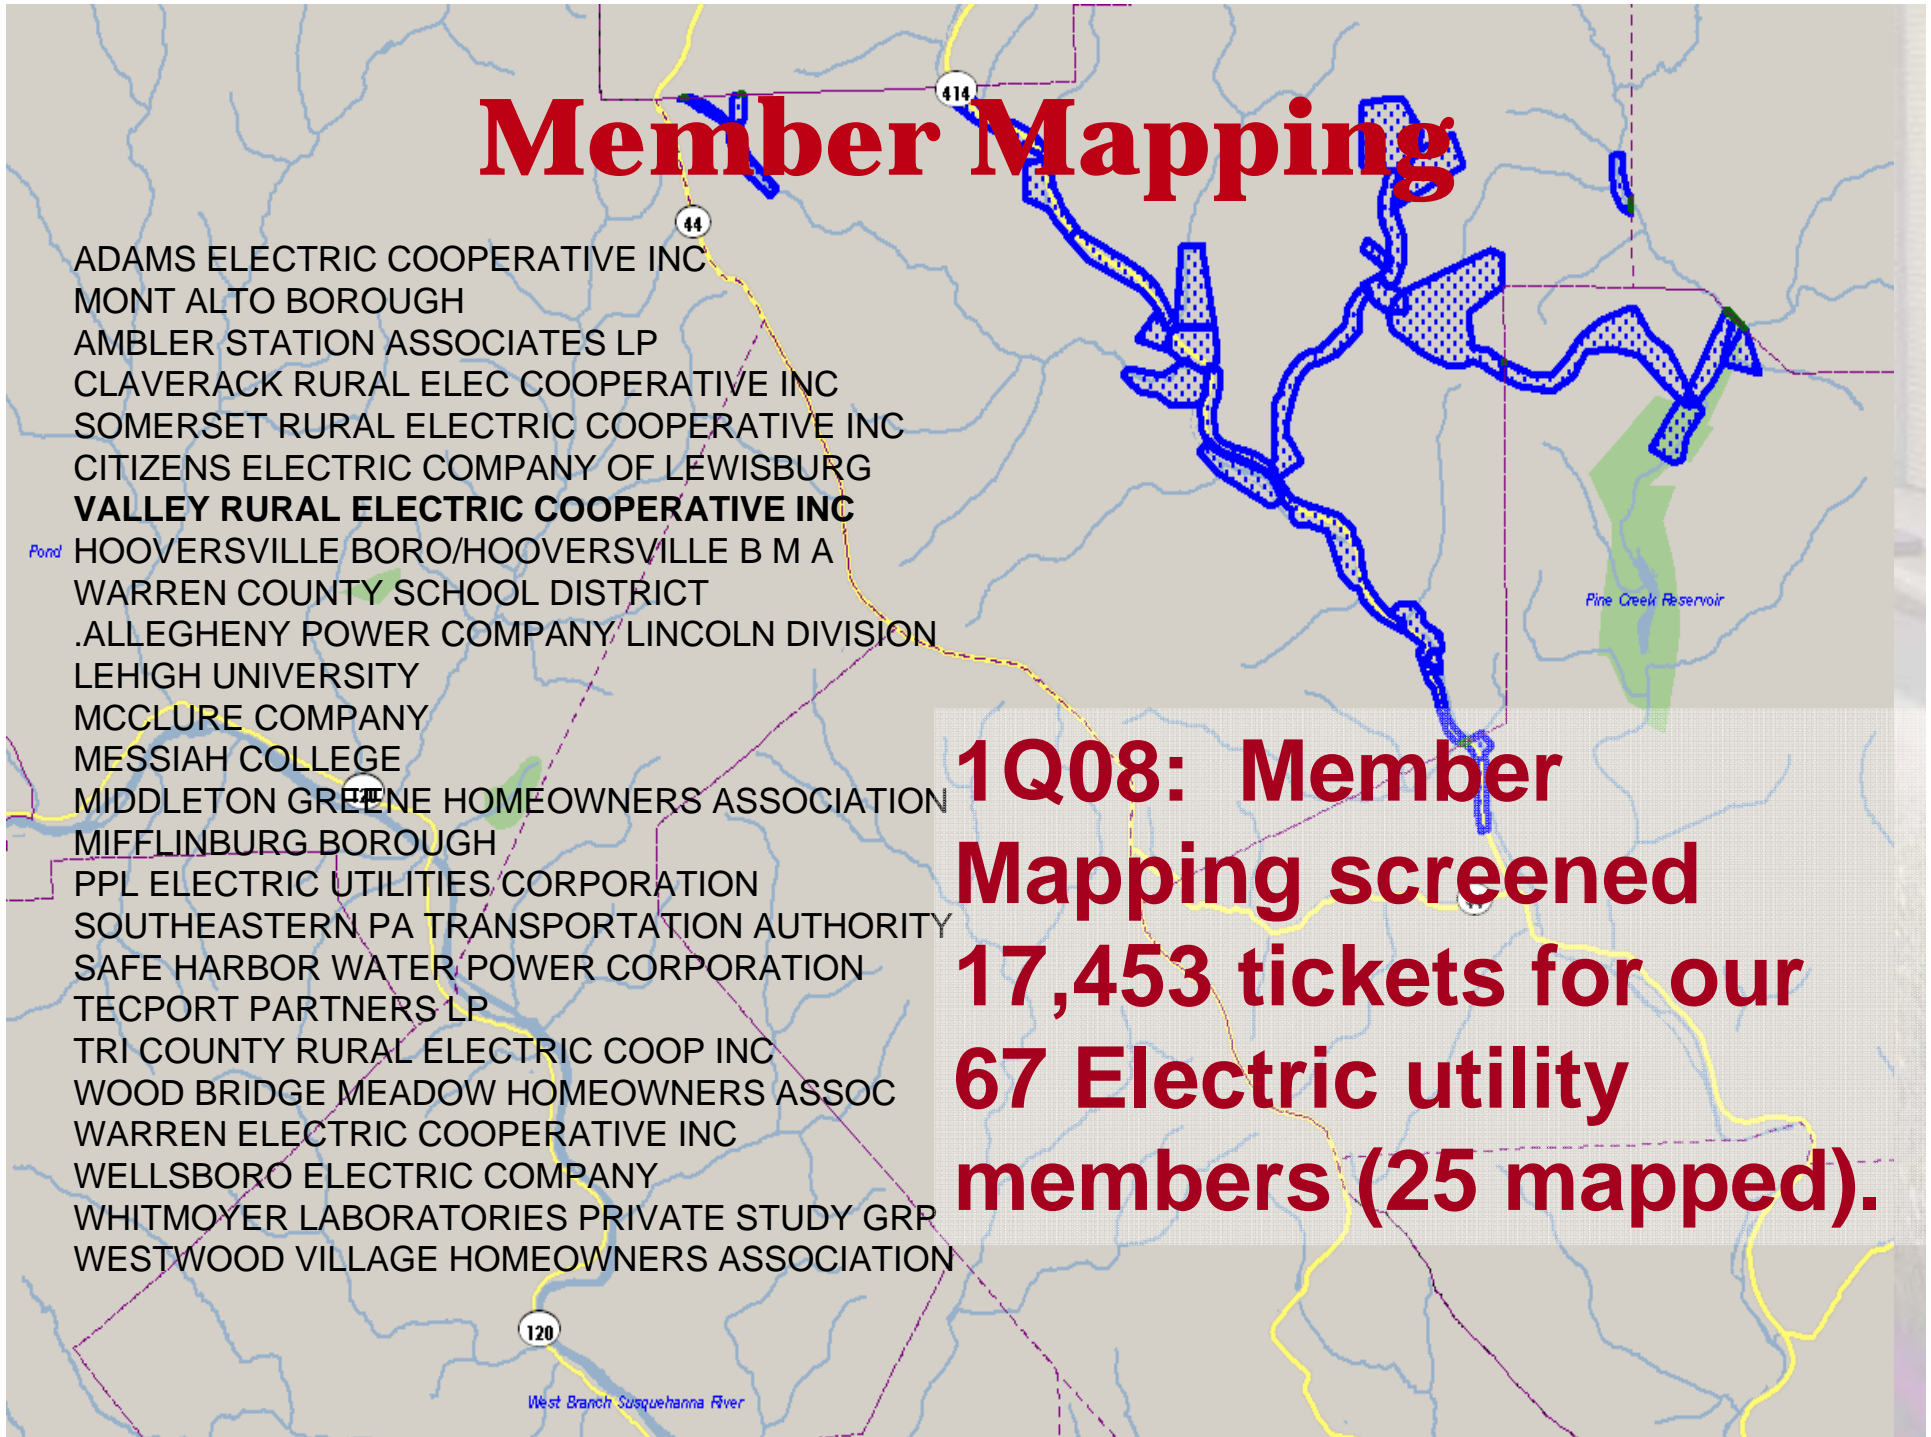 Member Mapping
414
44
ADAMS ELECTRIC COOPERATIVE INC
MONT ALTO BOROUGH
AMBLER STATION ASSOCIATES LP
CLAVERACK RURAL ELEC COOPERATIVE INC
SOMERSET RURAL ELECTRIC COOPERATIVE INC
CITIZENS ELECTRIC COMPANY OF LEWISBURG
VALLEY RURAL ELECTRIC COOPERATIVE INC
Pond
HOOVERSVILLE BORO/HOOVERSVILLE B M A
WARREN COUNTY SCHOOL DISTRICT
.ALLEGHENY POWER COMPANY LINCOLN DIVISION
LEHIGH UNIVERSITY
MCCLURE COMPANY
MESSIAH COLLEGE
MIDDLETON GREENE HOMEOWNERS ASSOCIATION
MIFFLINBURG BOROUGH
PPL ELECTRIC UTILITIES CORPORATION
SOUTHEASTERN PA TRANSPORTATION AUTHORITY
SAFE HARBOR WATER POWER CORPORATION
TECPORT PARTNERS LP
TRI COUNTY RURAL ELECTRIC COOP INC
WOOD BRIDGE MEADOW HOMEOWNERS ASSOC
WARREN ELECTRIC COOPERATIVE INC
WELLSBORO ELECTRIC COMPANY
WHITMOYER LABORATORIES PRIVATE STUDY GRP
WESTWOOD VILLAGE HOMEOWNERS ASSOCIATION
Pine Creek Reservoir
1Q08: Member
Mapping screened
17,453 tickets for our
67 Electric utility
members (25 mapped).
120
West Branch Susquehanna River